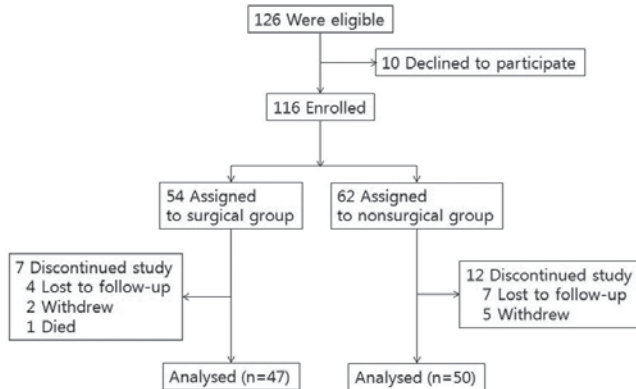 126 Were eligible
10 Declined to participate
116 Enrolled
54 Assigned
to surgical group
62 Assigned
to nonsurgical group
7 Discontinued study
4 Lost to follow-up
2 Withdrew
1 Died
12 Discontinued study
7 Lost to follow-up
5 Withdrew
Analysed (n=47)
Analysed (n=50)